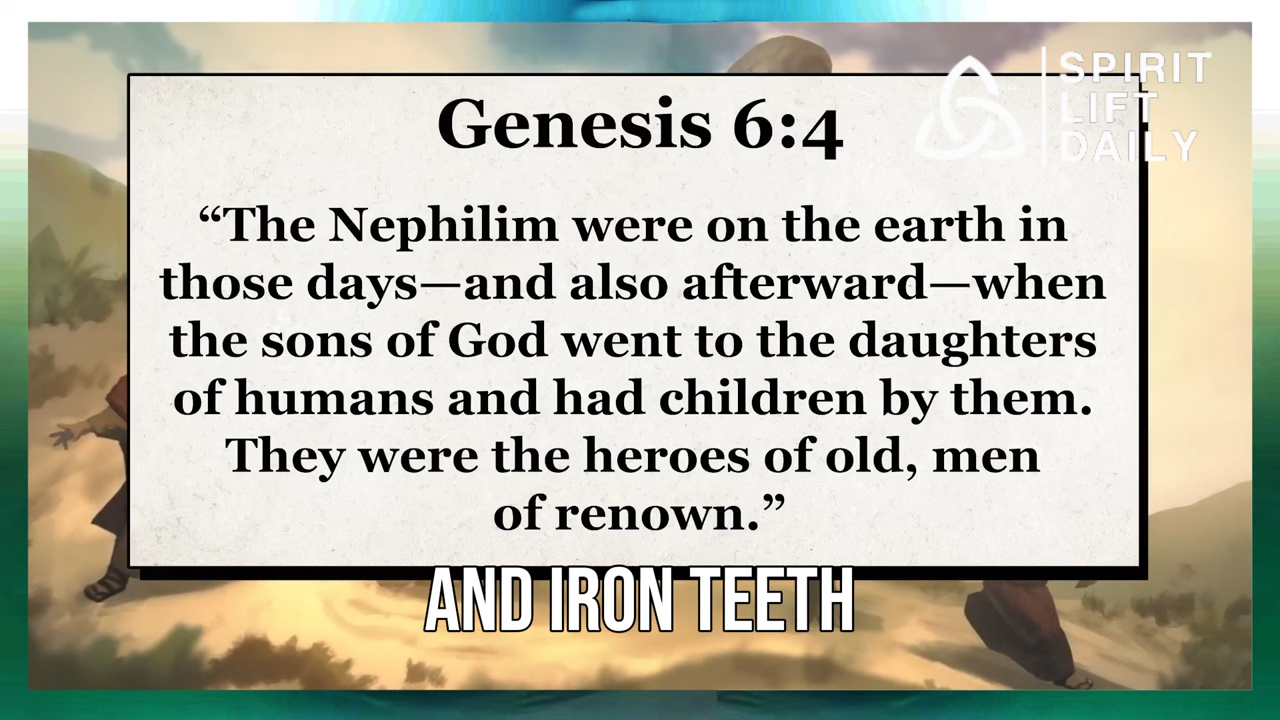 SPIRIT
LIFT
DAILY
Genesis 6:4
“The Nephilim were on the earth in
those days—and also afterward—when
the sons of God went to the daughters
of humans and had children by them.
They were the heroes of old, men
of renown.”
AND IRON TEETH